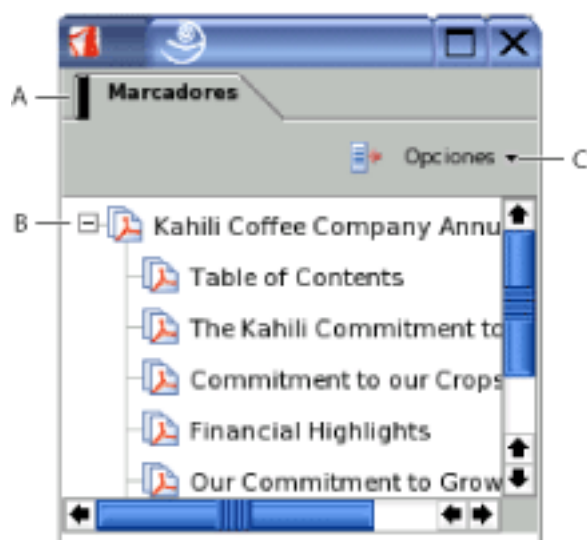 A Marcadores
Opciones C
B Kahili Coffee Company Annu
Table of Contents
The Kahili Commitment to
Commitment to our Crops
Financial Highlights
Our Commitment to Grow